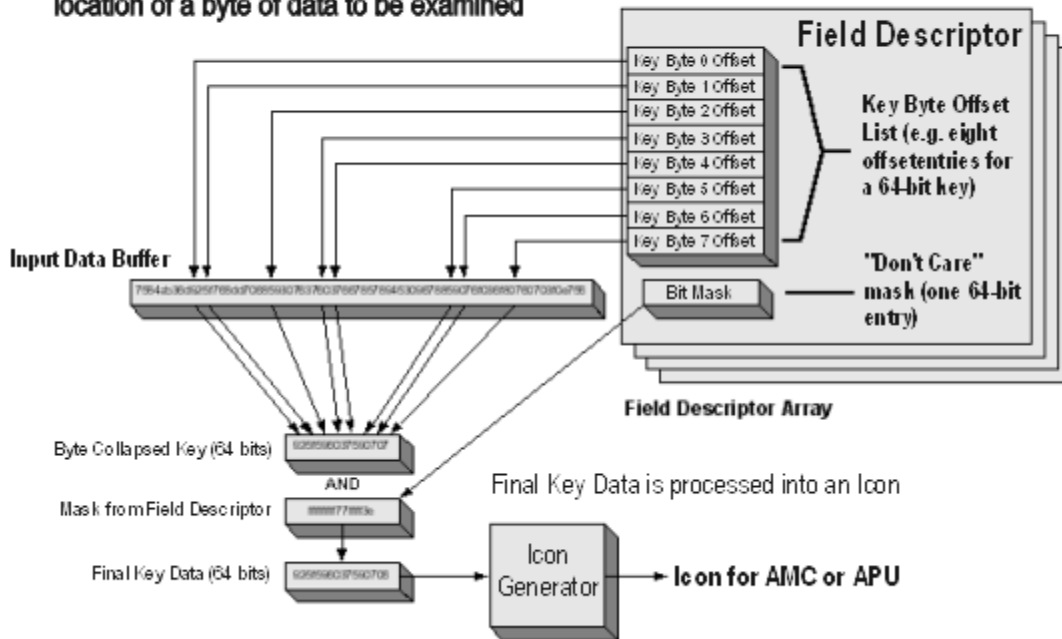 location of a byte of data to be examined
Field Descriptor
Key Byte 0 Offset
Key Byte 1 Offset
Key Byte 2 Offset
Key Byte 3 Offset
Key Byte 4 Offset
Key Byte 5 Offset
Key Byte 6 Offset
Key Byte 7 Offset
Key Byte Offset
List (e.g. eight
offsetentries for
a 64-bit key)
Input Data Buffer
Bit Mask
"Don't Care"
mask (one 64-bit
entry)
Field Descriptor Array
Byte Collapsed Key (64 bits)
AND
Mask from Field Descriptor
Final Key Data is processed into an Icon
Final Key Data (64 bits)
Icon
Generator
Icon for AMC or APU